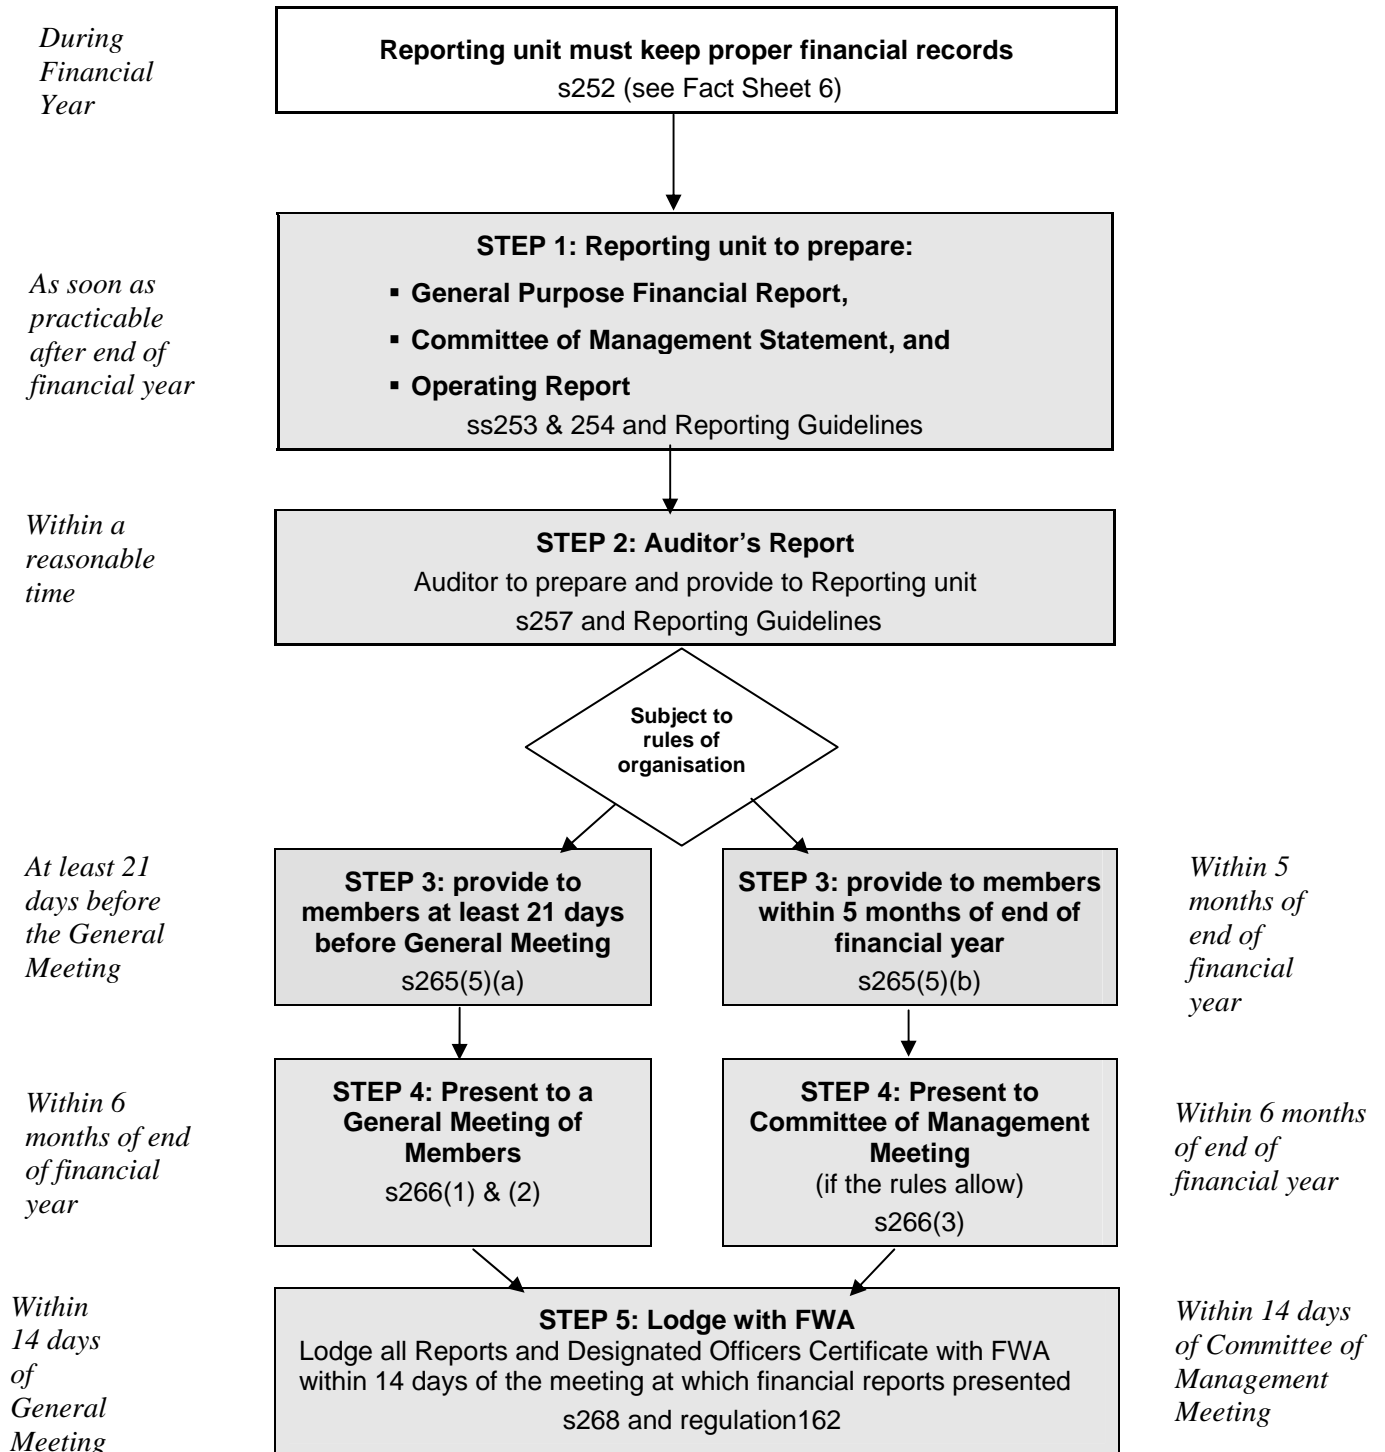 During
Financial
Year
Reporting unit must keep proper financial records
s252 (see Fact Sheet 6)
As soon as
practicable
after end of
financial year
STEP 1: Reporting unit to prepare:
▪ General Purpose Financial Report,
▪ Committee of Management Statement, and
▪ Operating Report
ss253 & 254 and Reporting Guidelines
Within a
reasonable
time
STEP 2: Auditor’s Report
Auditor to prepare and provide to Reporting unit
s257 and Reporting Guidelines
Subject to
rules of
organisation
At least 21
days before
the General
Meeting
STEP 3: provide to
members at least 21 days
before General Meeting
s265(5)(a)
STEP 3: provide to members
within 5 months of end of
financial year
s265(5)(b)
Within 5
months of
end of
financial
year
Within 6
months of end
of financial
year
STEP 4: Present to a
General Meeting of
Members
s266(1) & (2)
STEP 4: Present to
Committee of Management
Meeting
(if the rules allow)
s266(3)
Within 6 months
of end of
financial year
Within
14 days
of
General
Meeting
STEP 5: Lodge with FWA
Lodge all Reports and Designated Officers Certificate with FWA
within 14 days of the meeting at which financial reports presented
s268 and regulation162
Within 14 days
of Committee of
Management
Meeting